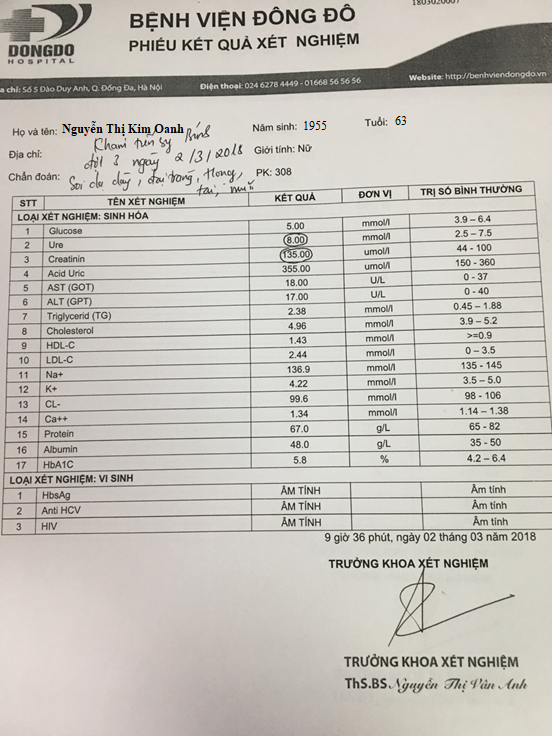 1803020007
DONGDO
HOSPITAL
BỆNH VIỆN ĐÔNG ĐÔ
PHIẾU KẾT QUẢ XÉT NGHIỆM
ịa chỉ: Số 5 Đào Duy Anh, Q. Đống Đa, Hà Nội Điện thoại: 024 6278 4449 - 01668 56 56 56 Website: http://benhviendongdo.vn
Họ và tên: Nguyễn Thị Kim Oanh Năm sinh: 1955 Tuổi: 63
Khám tiền sử bệnh
Địa chỉ: đợt 3 ngày 2/3/2018 Giới tính: Nữ
Chẩn đoán: Soi dạ dày, đại tràng, Họng, PK: 308
tai, mũi
STT TÊN XÉT NGHIỆM KẾT QUẢ ĐƠN VỊ TRỊ SỐ BÌNH THƯỜNG
LOẠI XÉT NGHIỆM: SINH HÓA
1 Glucose 5.00 mmol/l 3.9 – 6.4
2 Ure 8.00 mmol/l 2.5 - 7.5
3 Creatinin 135.00 umol/l 44 - 100
4 Acid Uric 355.00 umol/l 150 - 360
5 AST (GOT) 18.00 U/L 0 - 37
6 ALT (GPT) 17.00 U/L 0 - 40
7 Triglycerid (TG) 2.38 mmol/l 0.45 – 1.88
8 Cholesterol 4.96 mmol/l 3.9 – 5.2
9 HDL-C 1.43 mmol/l >=0.9
10 LDL-C 2.44 mmol/l 0 – 3.5
11 Na+ 136.9 mmol/l 135 - 145
12 K+ 4.22 mmol/l 3.5 – 5.0
13 CL- 99.6 mmol/l 98 - 106
14 Ca++ 1.34 mmol/l 1.14 – 1.38
15 Protein 67.0 g/L 65 - 82
16 Albumin 48.0 g/L 35 - 50
17 HbA1C 5.8 % 4.2 – 6.4
LOẠI XÉT NGHIỆM: VI SINH
1 HbsAg ÂM TÍNH Âm tính
2 Anti HCV ÂM TÍNH Âm tính
3 HIV ÂM TÍNH Âm tính
9 giờ 36 phút, ngày 02 tháng 03 năm 2018
TRƯỞNG KHOA XÉT NGHIỆM
TRƯỞNG KHOA XÉT NGHIỆM
ThS.BS Nguyễn Thị Vân Anh